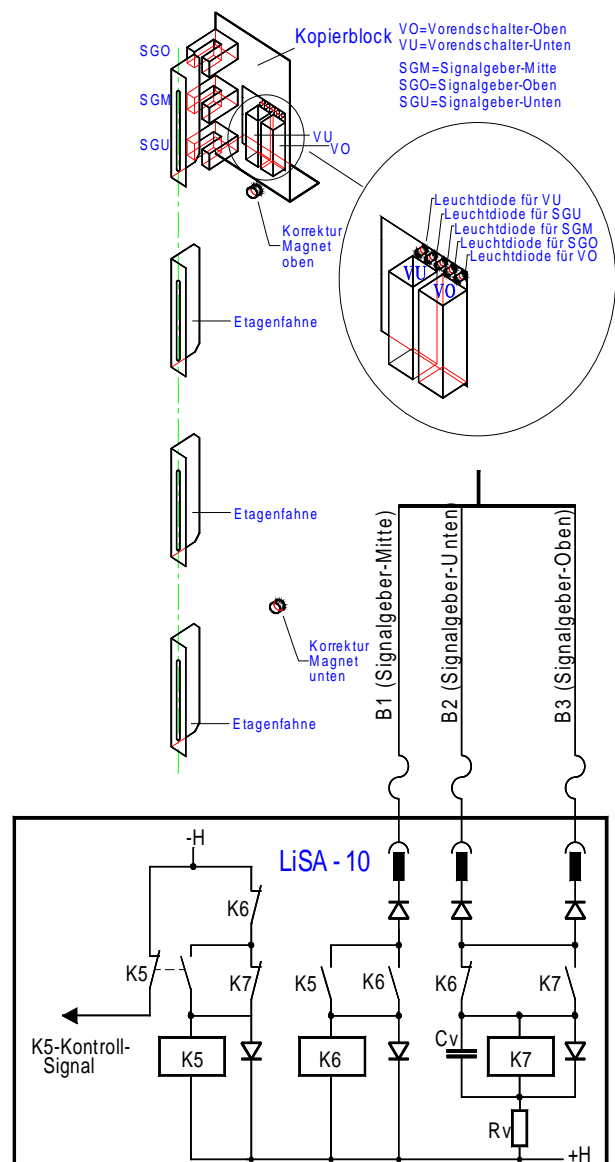 Kopierblock
VO=Vorendschalter-Oben
VU=Vorendschalter-Unten
SGM=Signalgeber-Mitte
SGO=Signalgeber-Oben
SGU=Signalgeber-Unten
SGO
SGM
SGU
VU
VO
Korrektur
Magnet
oben
Leuchtdiode für VU
Leuchtdiode für SGU
Leuchtdiode für SGM
Leuchtdiode für SGO
Leuchtdiode für VO
VU
VO
Etagenfahne
Etagenfahne
Korrektur
Magnet
unten
Etagenfahne
B1 (Signalgeber-Mitte)
B2 (Signalgeber-Unten)
B3 (Signalgeber-Oben)
-H
LiSA - 10
K6
K5
K7
K5
K6
K6
K7
K5-Kontroll-
Signal
K5
K6
Cv
K7
Rv
+H